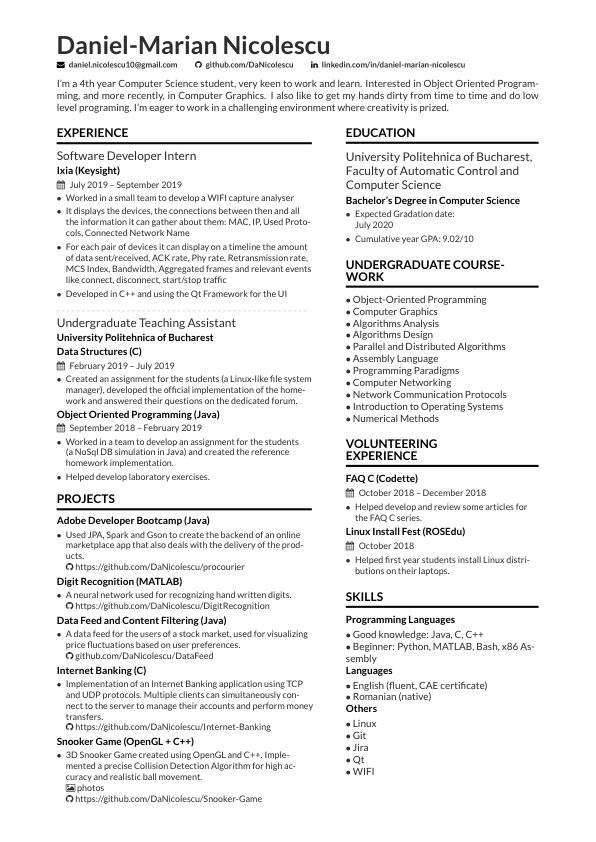 Daniel-Marian Nicolescu
daniel.nicolescu10@gmail.com github.com/DaNicolescu linkedin.com/in/daniel-marian-nicolescu
I'm a 4th year Computer Science student, very keen to work and learn. Interested in Object Oriented Program-
ming, and more recently, in Computer Graphics. I also like to get my hands dirty from time to time and do low
level programing. I'm eager to work in a challenging environment where creativity is prized.
EXPERIENCE
Software Developer Intern
Ixia (Keysight)
July 2019 – September 2019
• Worked in a small team to develop a WIFI capture analyser
• It displays the devices, the connections between then and all
the information it can gather about them: MAC, IP, Used Proto-
cols, Connected Network Name
• For each pair of devices it can display on a timeline the amount
of data sent/received, ACK rate, Phy rate, Retransmission rate,
MCS Index, Bandwidth, Aggregated frames and relevant events
like connect, disconnect, start/stop traffic
• Developed in C++ and using the Qt Framework for the UI
Undergraduate Teaching Assistant
University Politehnica of Bucharest
Data Structures (C)
February 2019 – July 2019
• Created an assignment for the students (a Linux-like file system
manager), developed the official implementation of the home-
work and answered their questions on the dedicated forum.
Object Oriented Programming (Java)
September 2018 – February 2019
• Worked in a team to develop an assignment for the students
(a NoSql DB simulation in Java) and created the reference
homework implementation.
• Helped develop laboratory exercises.
PROJECTS
Adobe Developer Bootcamp (Java)
• Used JPA, Spark and Gson to create the backend of an online
marketplace app that also deals with the delivery of the prod-
ucts.
https://github.com/DaNicolescu/procourier
Digit Recognition (MATLAB)
• A neural network used for recognizing hand written digits.
https://github.com/DaNicolescu/DigitRecognition
Data Feed and Content Filtering (Java)
• A data feed for the users of a stock market, used for visualizing
price fluctuations based on user preferences.
github.com/DaNicolescu/DataFeed
Internet Banking (C)
• Implementation of an Internet Banking application using TCP
and UDP protocols. Multiple clients can simultaneously con-
nect to the server to manage their accounts and perform money
transfers.
https://github.com/DaNicolescu/Internet-Banking
Snooker Game (OpenGL + C++)
• 3D Snooker Game created using OpenGL and C++. Imple-
mented a precise Collision Detection Algorithm for high ac-
curacy and realistic ball movement.
photos
https://github.com/DaNicolescu/Snooker-Game
EDUCATION
University Politehnica of Bucharest,
Faculty of Automatic Control and
Computer Science
Bachelor's Degree in Computer Science
• Expected Gradation date:
July 2020
• Cumulative year GPA: 9.02/10
UNDERGRADUATE COURSE-
WORK
• Object-Oriented Programming
• Computer Graphics
• Algorithms Analysis
• Algorithms Design
• Parallel and Distributed Algorithms
• Assembly Language
• Programming Paradigms
• Computer Networking
• Network Communication Protocols
• Introduction to Operating Systems
• Numerical Methods
VOLUNTEERING
EXPERIENCE
FAQ C (Codette)
October 2018 – December 2018
• Helped develop and review some articles for
the FAQ C series.
Linux Install Fest (ROSEdu)
October 2018
• Helped first year students install Linux distri-
butions on their laptops.
SKILLS
Programming Languages
• Good knowledge: Java, C, C++
• Beginner: Python, MATLAB, Bash, x86 As-
sembly
Languages
• English (fluent, CAE certificate)
• Romanian (native)
Others
• Linux
• Git
• Jira
• Qt
• WIFI